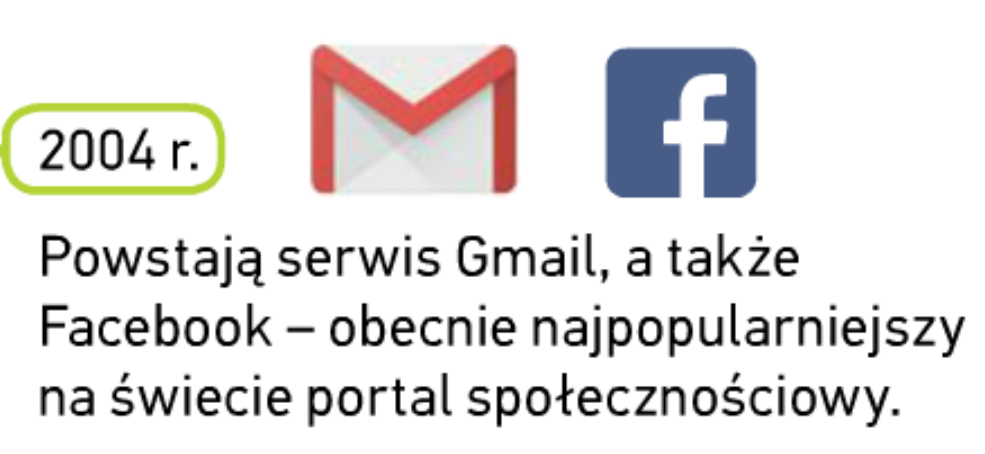 2004 r.
Powstają serwis Gmail, a także
Facebook – obecnie najpopularniejszy
na świecie portal społecznościowy.